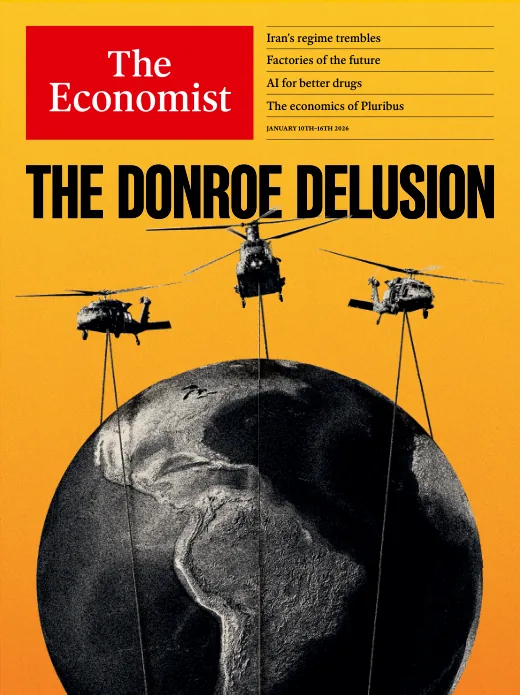 The
Economist
Iran's regime trembles
Factories of the future
AI for better drugs
The economics of Pluribus
JANUARY 10TH–16TH 2026
THE DONROE DELUSION